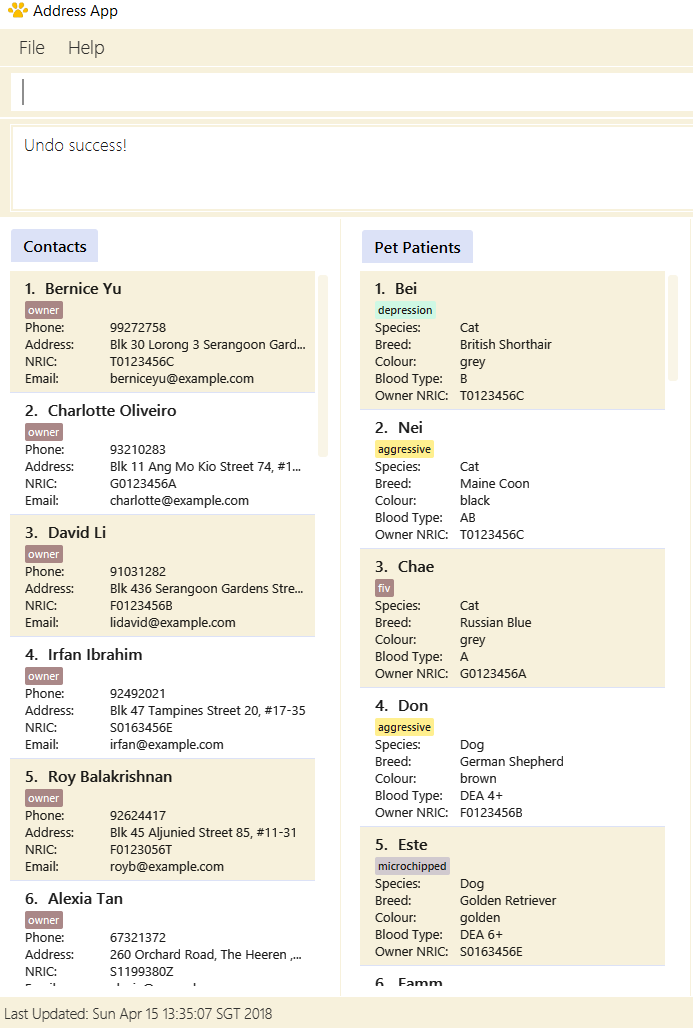 Address App
File Help
Undo success!
Contacts
1. Bernice Yu
owner
Phone: 99272758
Address: Blk 30 Lorong 3 Serangoon Gard...
NRIC: T0123456C
Email: berniceyu@example.com
2. Charlotte Oliveiro
owner
Phone: 93210283
Address: Blk 11 Ang Mo Kio Street 74, #1...
NRIC: G0123456A
Email: charlotte@example.com
3. David Li
owner
Phone: 91031282
Address: Blk 436 Serangoon Gardens Stre...
NRIC: F0123456B
Email: lidavid@example.com
4. Irfan Ibrahim
owner
Phone: 92492021
Address: Blk 47 Tampines Street 20, #17-35
NRIC: S0163456E
Email: irfan@example.com
5. Roy Balakrishnan
owner
Phone: 92624417
Address: Blk 45 Aljunied Street 85, #11-31
NRIC: F0123056T
Email: royb@example.com
6. Alexia Tan
owner
Phone: 67321372
Address: 260 Orchard Road, The Heeren ,...
NRIC: S1199380Z
Pet Patients
1. Bei
depression
Species: Cat
Breed: British Shorthair
Colour: grey
Blood Type: B
Owner NRIC: T0123456C
2. Nei
aggressive
Species: Cat
Breed: Maine Coon
Colour: black
Blood Type: AB
Owner NRIC: T0123456C
3. Chae
fiv
Species: Cat
Breed: Russian Blue
Colour: grey
Blood Type: A
Owner NRIC: G0123456A
4. Don
aggressive
Species: Dog
Breed: German Shepherd
Colour: brown
Blood Type: DEA 4+
Owner NRIC: F0123456B
5. Este
microchipped
Species: Dog
Breed: Golden Retriever
Colour: golden
Blood Type: DEA 6+
Owner NRIC: S0163456E
6. Famm
Last Updated: Sun Apr 15 13:35:07 SGT 2018